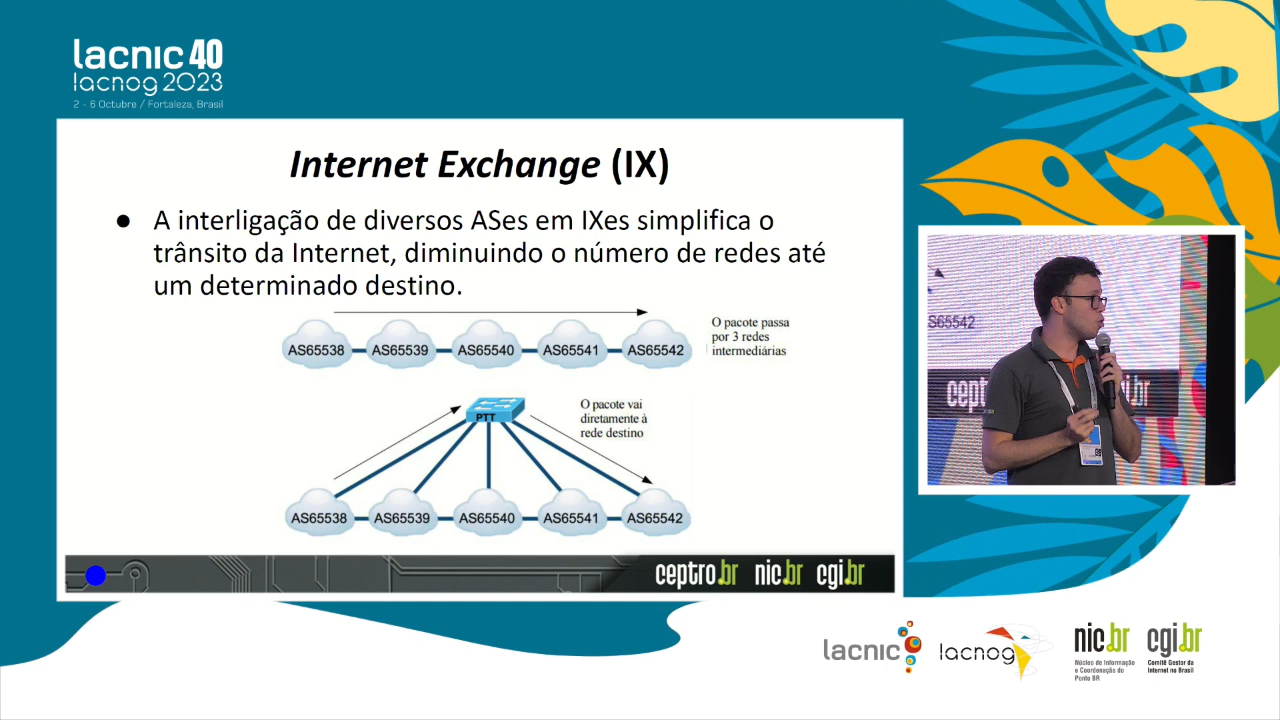 lacnic 40
lacnog 2023
2 - 6 Octubre / Fortaleza, Brasil
Internet Exchange (IX)
● A interligação de diversos ASes em IXes simplifica o
trânsito da Internet, diminuindo o número de redes até
um determinado destino.
AS65538 AS65539 AS65540 AS65541 AS65542
O pacote passa
por 3 redes
intermediárias
PTT
O pacote vai
diretamente à
rede destino
AS65538 AS65539 AS65540 AS65541 AS65542
ceptro.br nic.br cgi.br
S65542
cept gi.br
lacnic
lacnog
nic.br
Núcleo de Informação
e Coordenação do
Ponto BR
cgi.br
Comitê Gestor da
Internet no Brasil